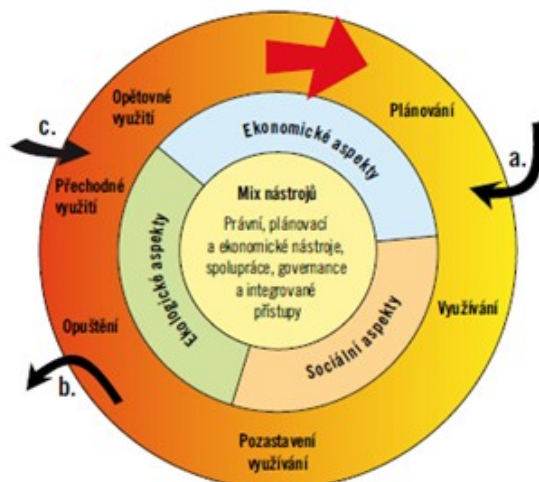 Opětovné
využití
Plánování
c.
a.
Ekonomické aspekty
Přechodné
využití
Mix nástrojů
Právní, plánovací
a ekonomické nástroje,
spolupráce, governance
a integrované
přístupy
Ekologické aspekty
Sociální aspekty
Využívání
Opuštění
b.
Pozastavení
využívání